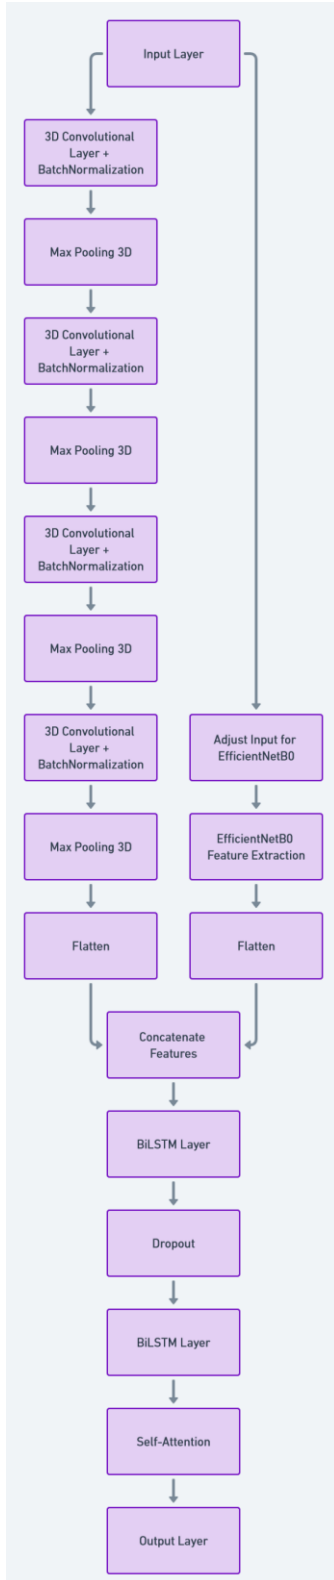 Input Layer
3D Convolutional
Layer +
BatchNormalization
Max Pooling 3D
3D Convolutional
Layer +
BatchNormalization
Max Pooling 3D
3D Convolutional
Layer +
BatchNormalization
Max Pooling 3D
3D Convolutional
Layer +
BatchNormalization
Adjust Input for
EfficientNetB0
Max Pooling 3D
EfficientNetB0
Feature Extraction
Flatten
Flatten
Concatenate
Features
BiLSTM Layer
Dropout
BiLSTM Layer
Self-Attention
Output Layer